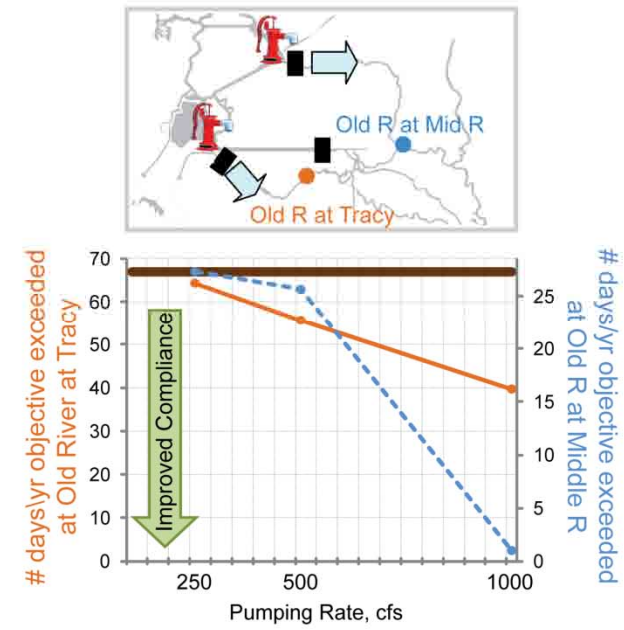 Old R at Mid R
Old R at Tracy
# days\yr objective exceeded
at Old River at Tracy
70
60
50
40
30
20
10
0
Improved Compliance
25
20
15
10
5
0
# days/yr objective exceeded
at Old R at Middle R
250 500 1000
Pumping Rate, cfs